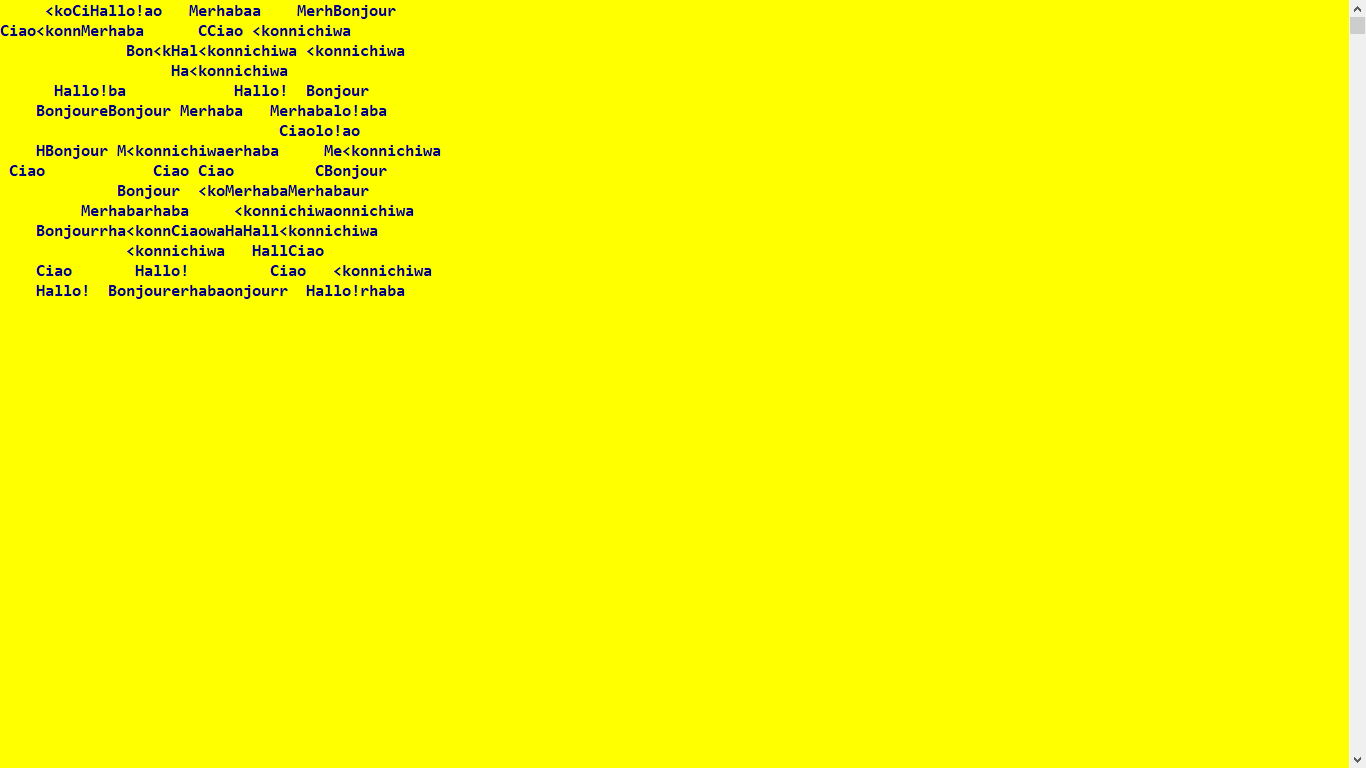 <koCiHallo!ao   Merhabaa    MerhBonjour
Ciao<konnMerhaba      CCiao <konnichiwa
Bon<kHal<konnichiwa <konnichiwa
Ha<konnichiwa
Hallo!ba            Hallo!  Bonjour
BonjoureBonjour Merhaba   Merhabalo!aba
Ciaolo!ao
HBonjour M<konnichiwaerhaba     Me<konnichiwa
Ciao            Ciao Ciao         CBonjour
Bonjour  <koMerhabaMerhabaur
Merhabarhaba     <konnichiwaonnichiwa
Bonjourrha<konnCiaowaHaHall<konnichiwa
<konnichiwa   HallCiao
Ciao       Hallo!         Ciao   <konnichiwa
Hallo!  Bonjourerhabaonjourr  Hallo!rhaba